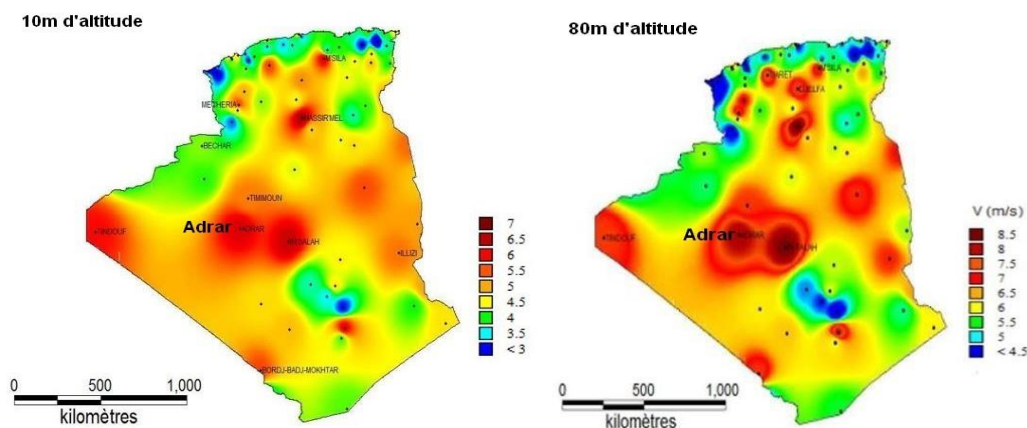 10m d'altitude
M'SILA
MECHERIA
HASSIR'MEL
BECHAR
TIMIMOUN
Adrar
ADRAR
TINDOUF
IN SALAH
ILLIZI
BORDJ-BADJ-MOKHTAR
7
6.5
6
5.5
5
4.5
4
3.5
< 3
0 500 1,000
kilomètres
80m d'altitude
TIARET
M'SILA
DJELFA
Adrar
ADRAR
TINDOUF
V (m/s)
8.5
8
7.5
7
6.5
6
5.5
5
< 4.5
0 500 1,000
kilomètres